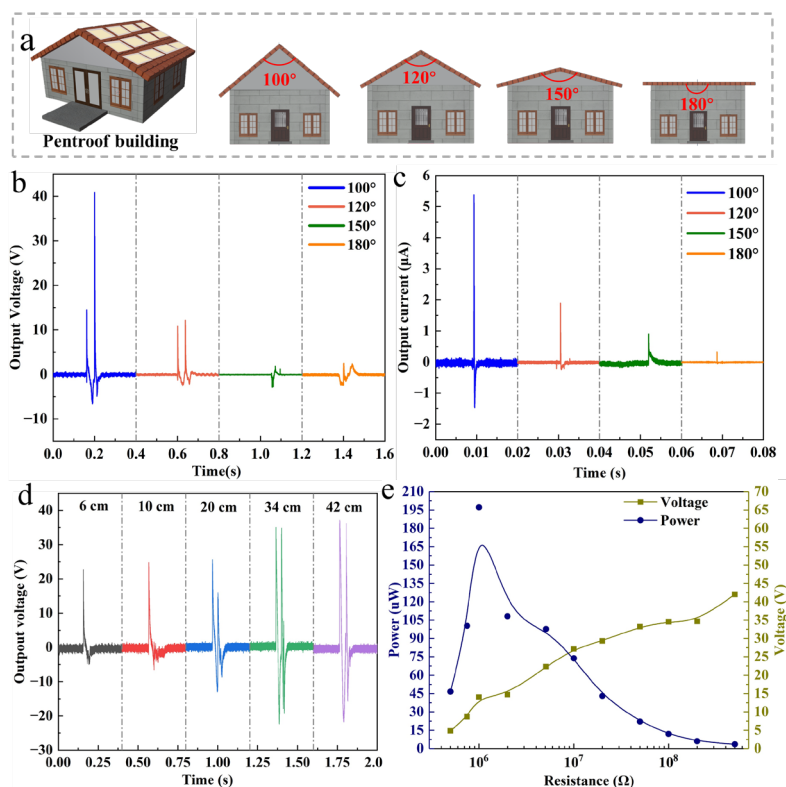 a
Pentroof building
100°
120°
150°
180°
b
Output Voltage (V)
40
30
20
10
0
−10
100°
120°
150°
180°
0.0 0.2 0.4 0.6 0.8 1.0 1.2 1.4 1.6
Time(s)
c
Output current (μA)
6
5
4
3
2
1
0
−1
−2
100°
120°
150°
180°
0.00 0.01 0.02 0.03 0.04 0.05 0.06 0.07 0.08
Time (s)
d
Outpout voltage (V)
40
30
20
10
0
−10
−20
−30
6 cm 10 cm 20 cm 34 cm 42 cm
0.00 0.25 0.50 0.75 1.00 1.25 1.50 1.75 2.0
Time (s)
e
Power (uW)
210
195
180
165
150
135
120
105
90
75
60
45
30
15
0
Voltage
Power
70
65
60
55
50
45
40
35
30
25
20
15
10
5
0
Voltage (V)
10⁶ 10⁷ 10⁸
Resistance (Ω)